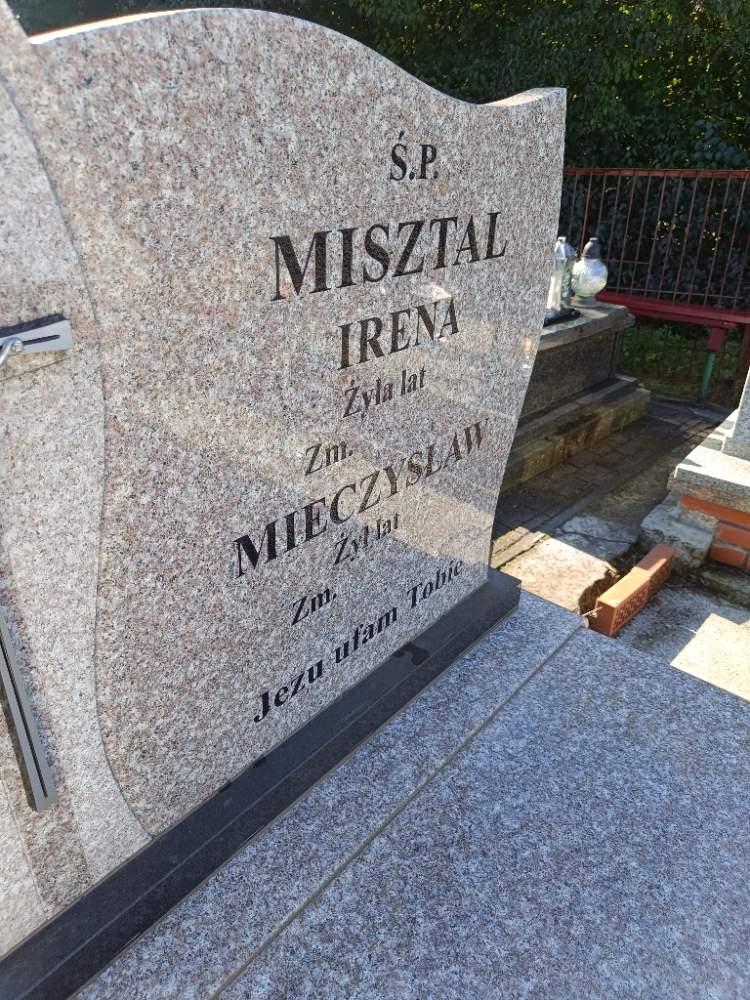 Ś.P.
MISZTAL
IRENA
Żyła lat
Zm.
MIECZYSŁAW
Żył lat
Zm.
Jezu ufam Tobie